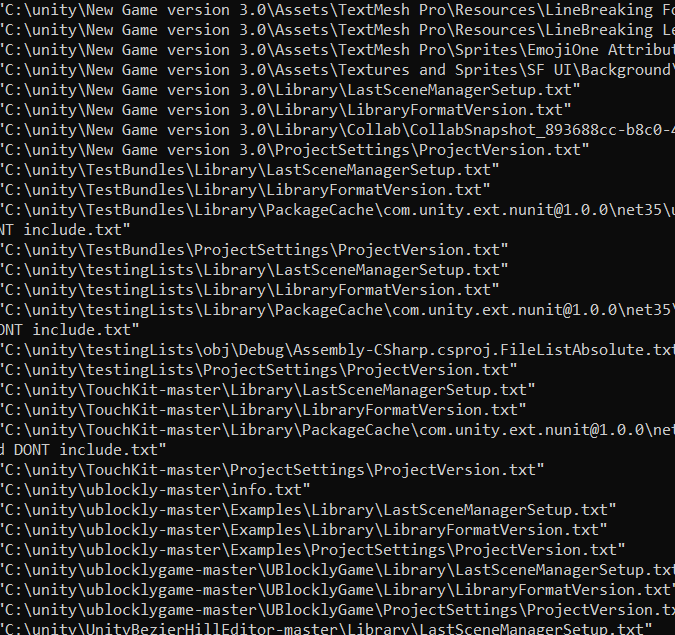 "C:\unity\New Game version 3.0\Assets\TextMesh Pro\Resources\LineBreaking Fo
"C:\unity\New Game version 3.0\Assets\TextMesh Pro\Resources\LineBreaking Le
"C:\unity\New Game version 3.0\Assets\TextMesh Pro\Sprites\EmojiOne Attribut
"C:\unity\New Game version 3.0\Assets\Textures and Sprites\SF UI\Background\
"C:\unity\New Game version 3.0\Library\LastSceneManagerSetup.txt"
"C:\unity\New Game version 3.0\Library\LibraryFormatVersion.txt"
"C:\unity\New Game version 3.0\Library\Collab\CollabSnapshot_893688cc-b8c0-4
"C:\unity\New Game version 3.0\ProjectSettings\ProjectVersion.txt"
"C:\unity\TestBundles\Library\LastSceneManagerSetup.txt"
"C:\unity\TestBundles\Library\LibraryFormatVersion.txt"
"C:\unity\TestBundles\Library\PackageCache\com.unity.ext.nunit@1.0.0\net35\u
NT include.txt"
"C:\unity\TestBundles\ProjectSettings\ProjectVersion.txt"
"C:\unity\testingLists\Library\LastSceneManagerSetup.txt"
"C:\unity\testingLists\Library\LibraryFormatVersion.txt"
"C:\unity\testingLists\Library\PackageCache\com.unity.ext.nunit@1.0.0\net35\
ONT include.txt"
"C:\unity\testingLists\obj\Debug\Assembly-CSharp.csproj.FileListAbsolute.txt
"C:\unity\testingLists\ProjectSettings\ProjectVersion.txt"
"C:\unity\TouchKit-master\Library\LastSceneManagerSetup.txt"
"C:\unity\TouchKit-master\Library\LibraryFormatVersion.txt"
"C:\unity\TouchKit-master\Library\PackageCache\com.unity.ext.nunit@1.0.0\net
d DONT include.txt"
"C:\unity\TouchKit-master\ProjectSettings\ProjectVersion.txt"
"C:\unity\ublockly-master\info.txt"
"C:\unity\ublockly-master\Examples\Library\LastSceneManagerSetup.txt"
"C:\unity\ublockly-master\Examples\Library\LibraryFormatVersion.txt"
"C:\unity\ublockly-master\Examples\ProjectSettings\ProjectVersion.txt"
"C:\unity\ublocklygame-master\UBlocklyGame\Library\LastSceneManagerSetup.txt
"C:\unity\ublocklygame-master\UBlocklyGame\Library\LibraryFormatVersion.txt"
"C:\unity\ublocklygame-master\UBlocklyGame\ProjectSettings\ProjectVersion.tx
"C:\unity\UnityBezierHillEditor-master\Library\LastSceneManagerSetup.txt"